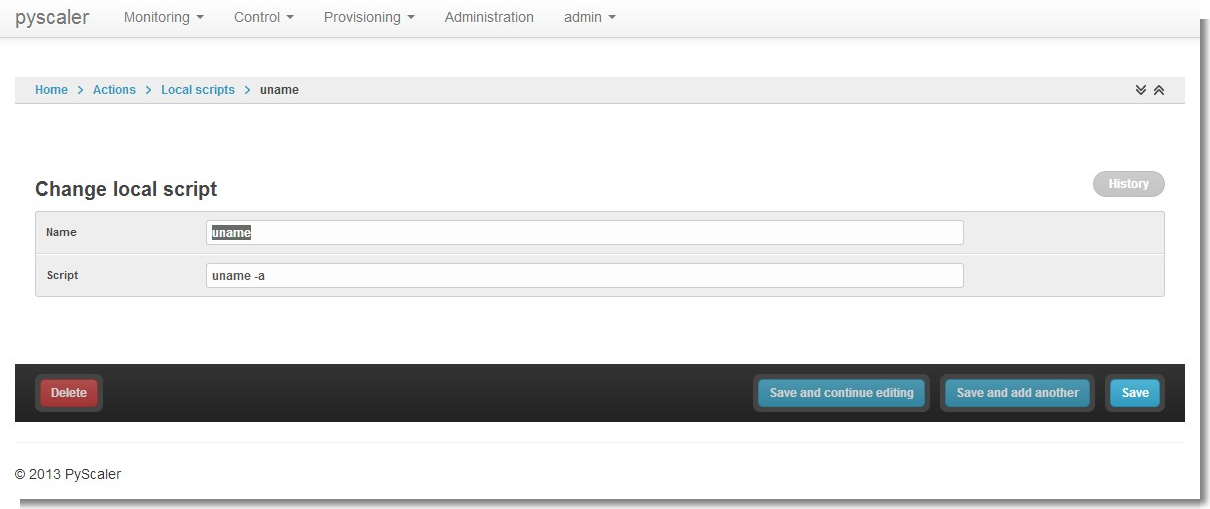 pyscaler Monitoring Control Provisioning Administration admin
Home > Actions > Local scripts > uname
Change local script History
Name uname
Script uname -a
Delete Save and continue editing Save and add another Save
© 2013 PyScaler